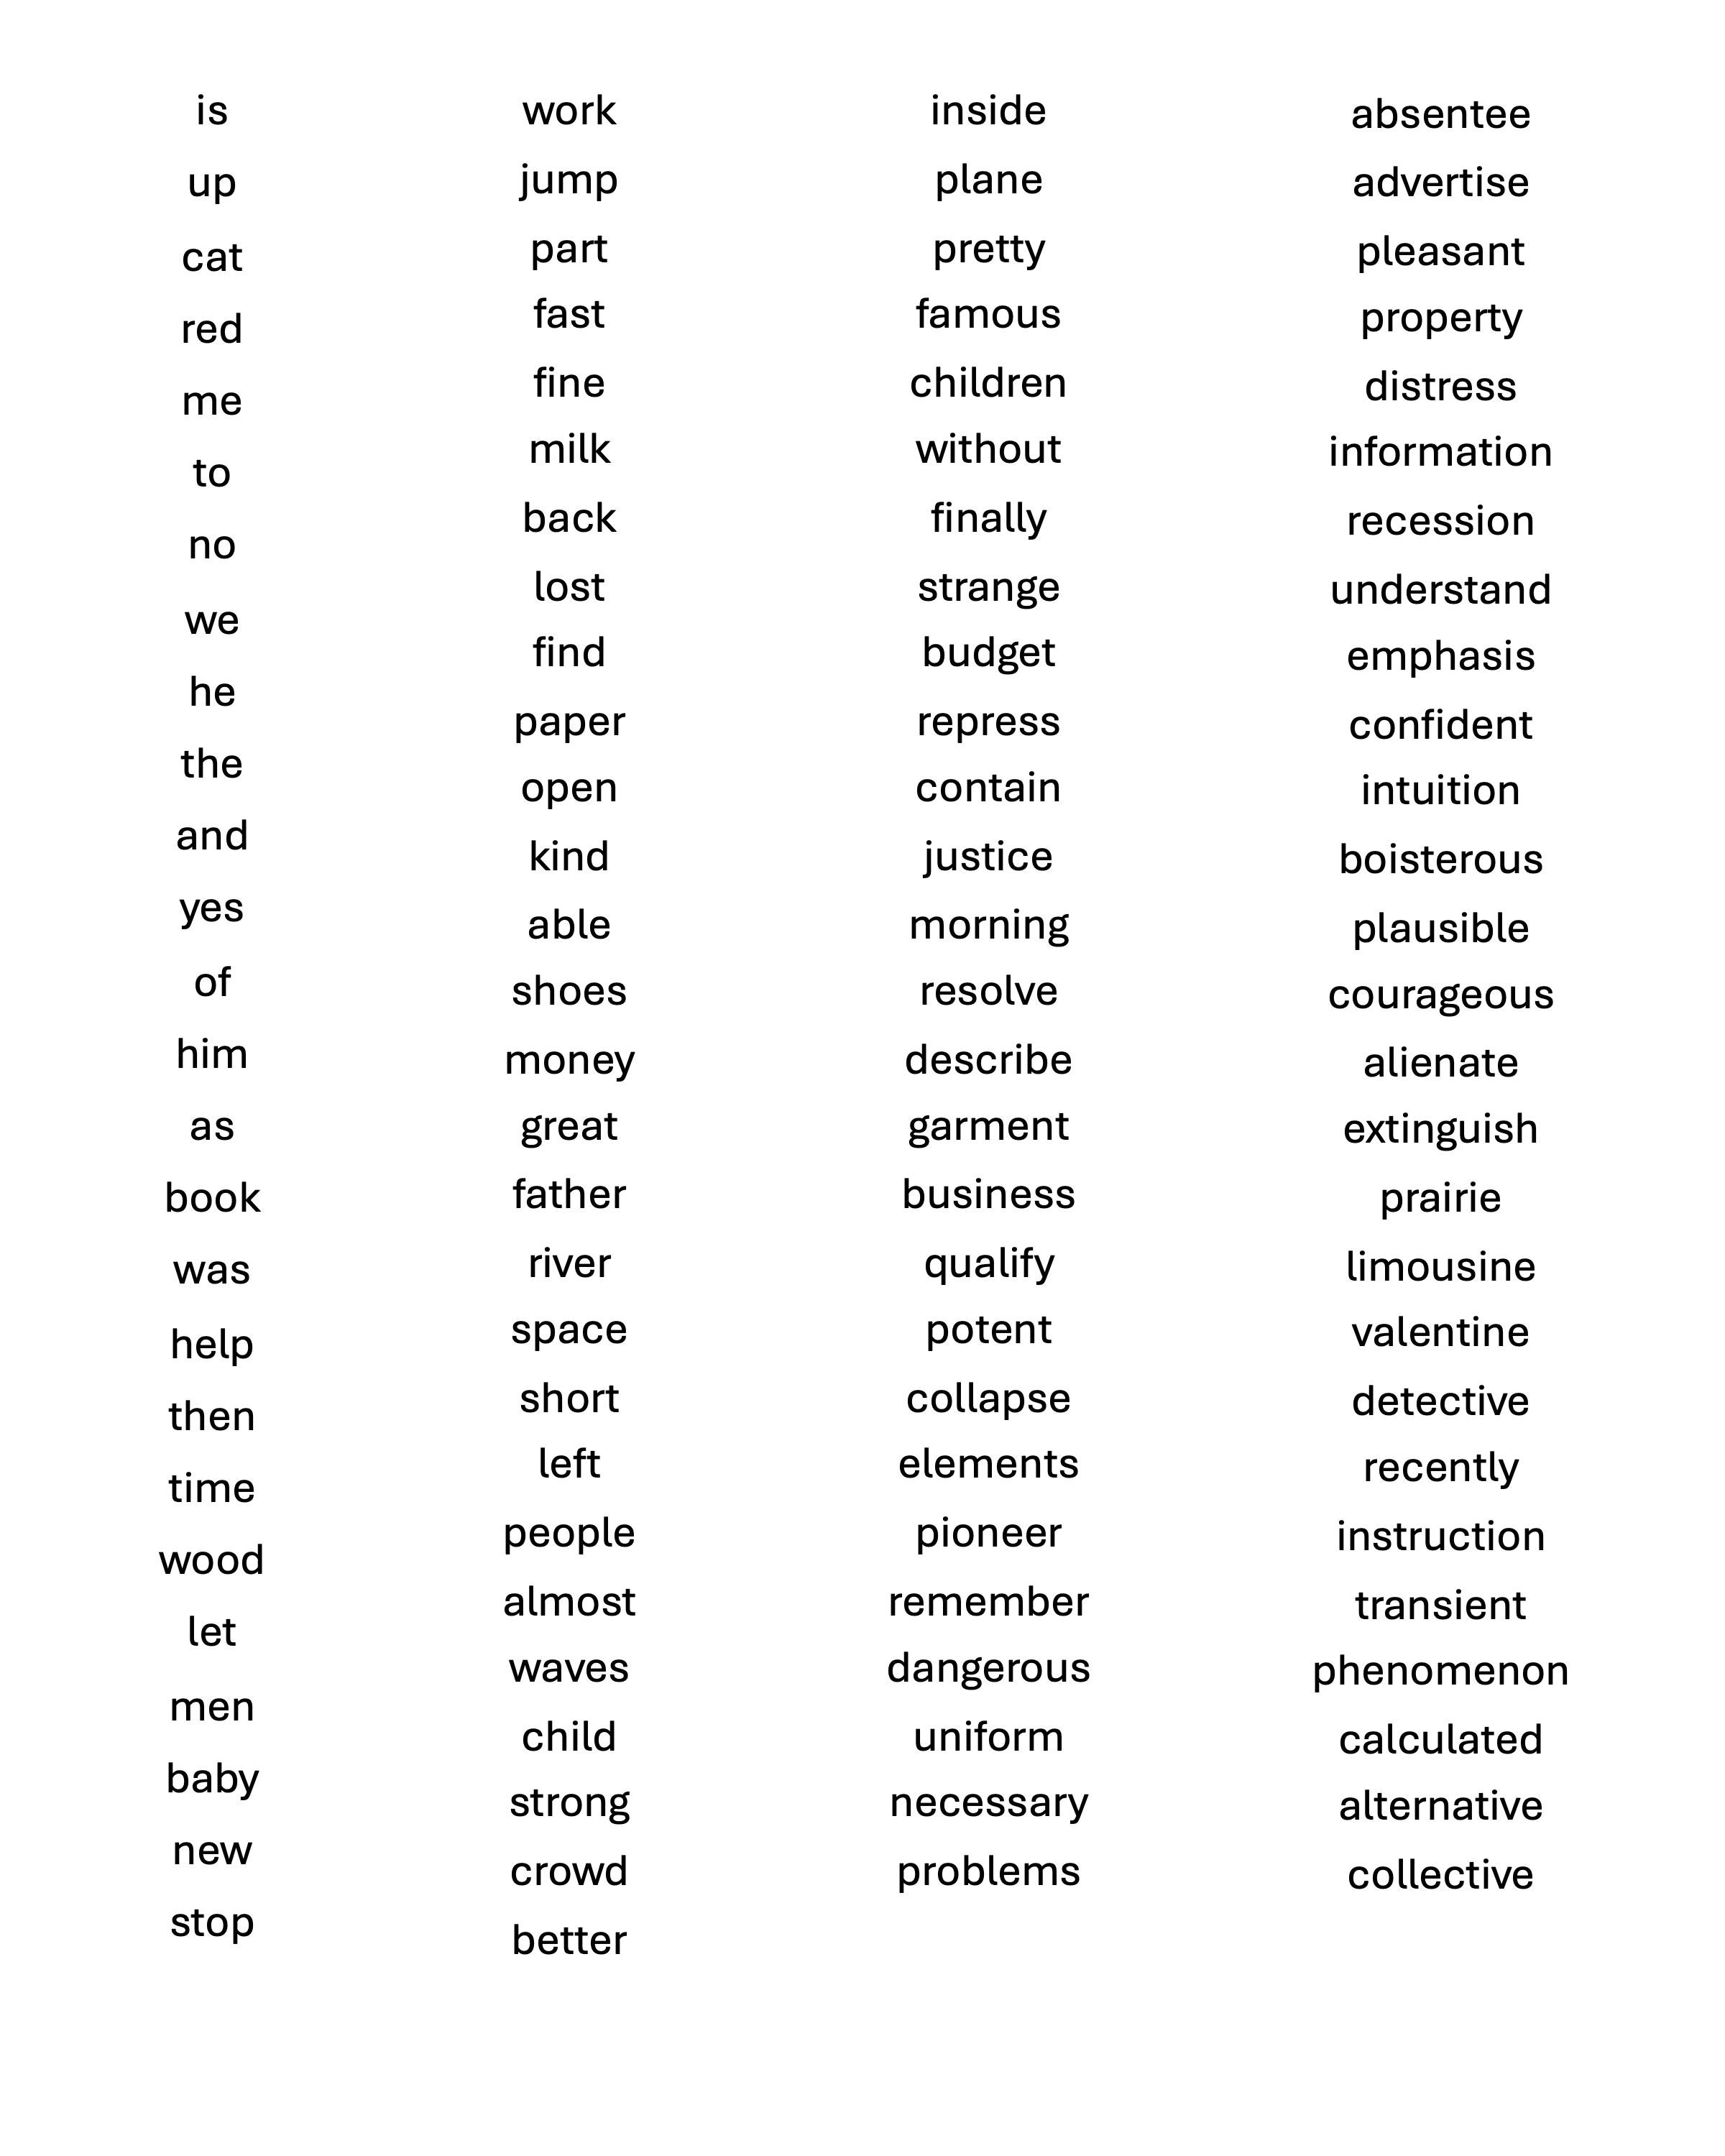 is
up
cat
red
me
to
no
we
he
the
and
yes
of
him
as
book
was
help
then
time
wood
let
men
baby
new
stop
work
jump
part
fast
fine
milk
back
lost
find
paper
open
kind
able
shoes
money
great
father
river
space
short
left
people
almost
waves
child
strong
crowd
better
inside
plane
pretty
famous
children
without
finally
strange
budget
repress
contain
justice
morning
resolve
describe
garment
business
qualify
potent
collapse
elements
pioneer
remember
dangerous
uniform
necessary
problems
absentee
advertise
pleasant
property
distress
information
recession
understand
emphasis
confident
intuition
boisterous
plausible
courageous
alienate
extinguish
prairie
limousine
valentine
detective
recently
instruction
transient
phenomenon
calculated
alternative
collective